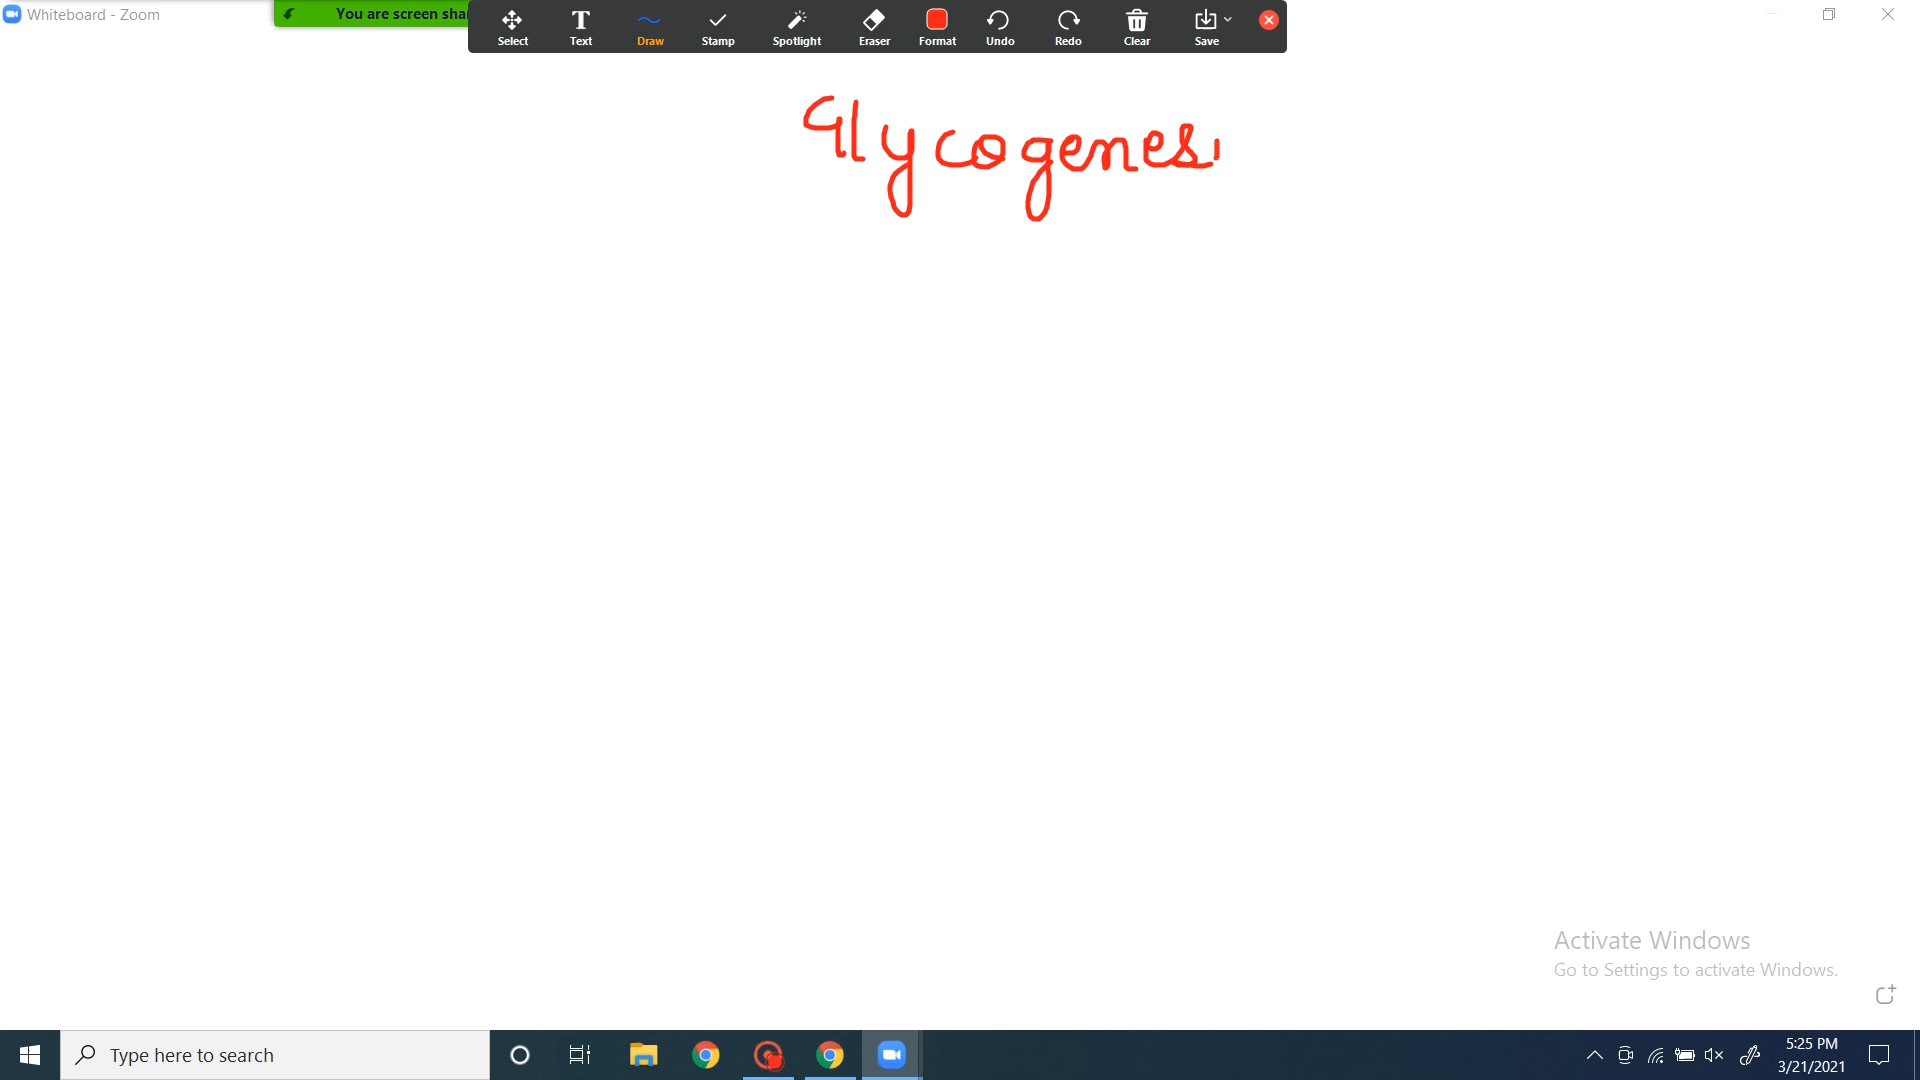 Whiteboard - Zoom
You are screen sha
Select Text Draw Stamp Spotlight Eraser Format Undo Redo Clear Save
Glycogenesi
Activate Windows
Go to Settings to activate Windows.
Type here to search
5:25 PM
3/21/2021